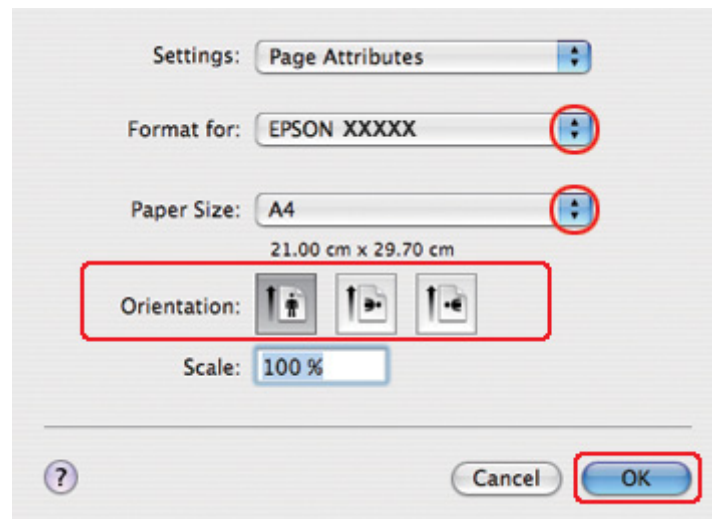 Settings: Page Attributes
Format for: EPSON XXXXX
Paper Size: A4
21.00 cm x 29.70 cm
Orientation:
Scale: 100 %
? Cancel OK